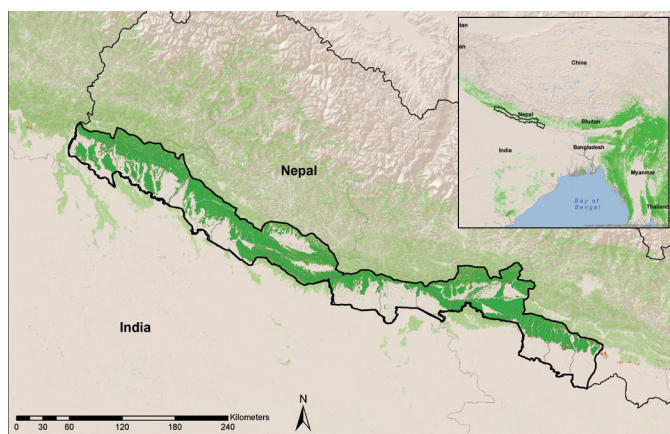 Nepal
India
N
Kilometers
0 15 30 60 120 180 240
China
Nepal
Bhutan
Bangladesh
India
Myanmar
Bay of
Bengal
Thailand